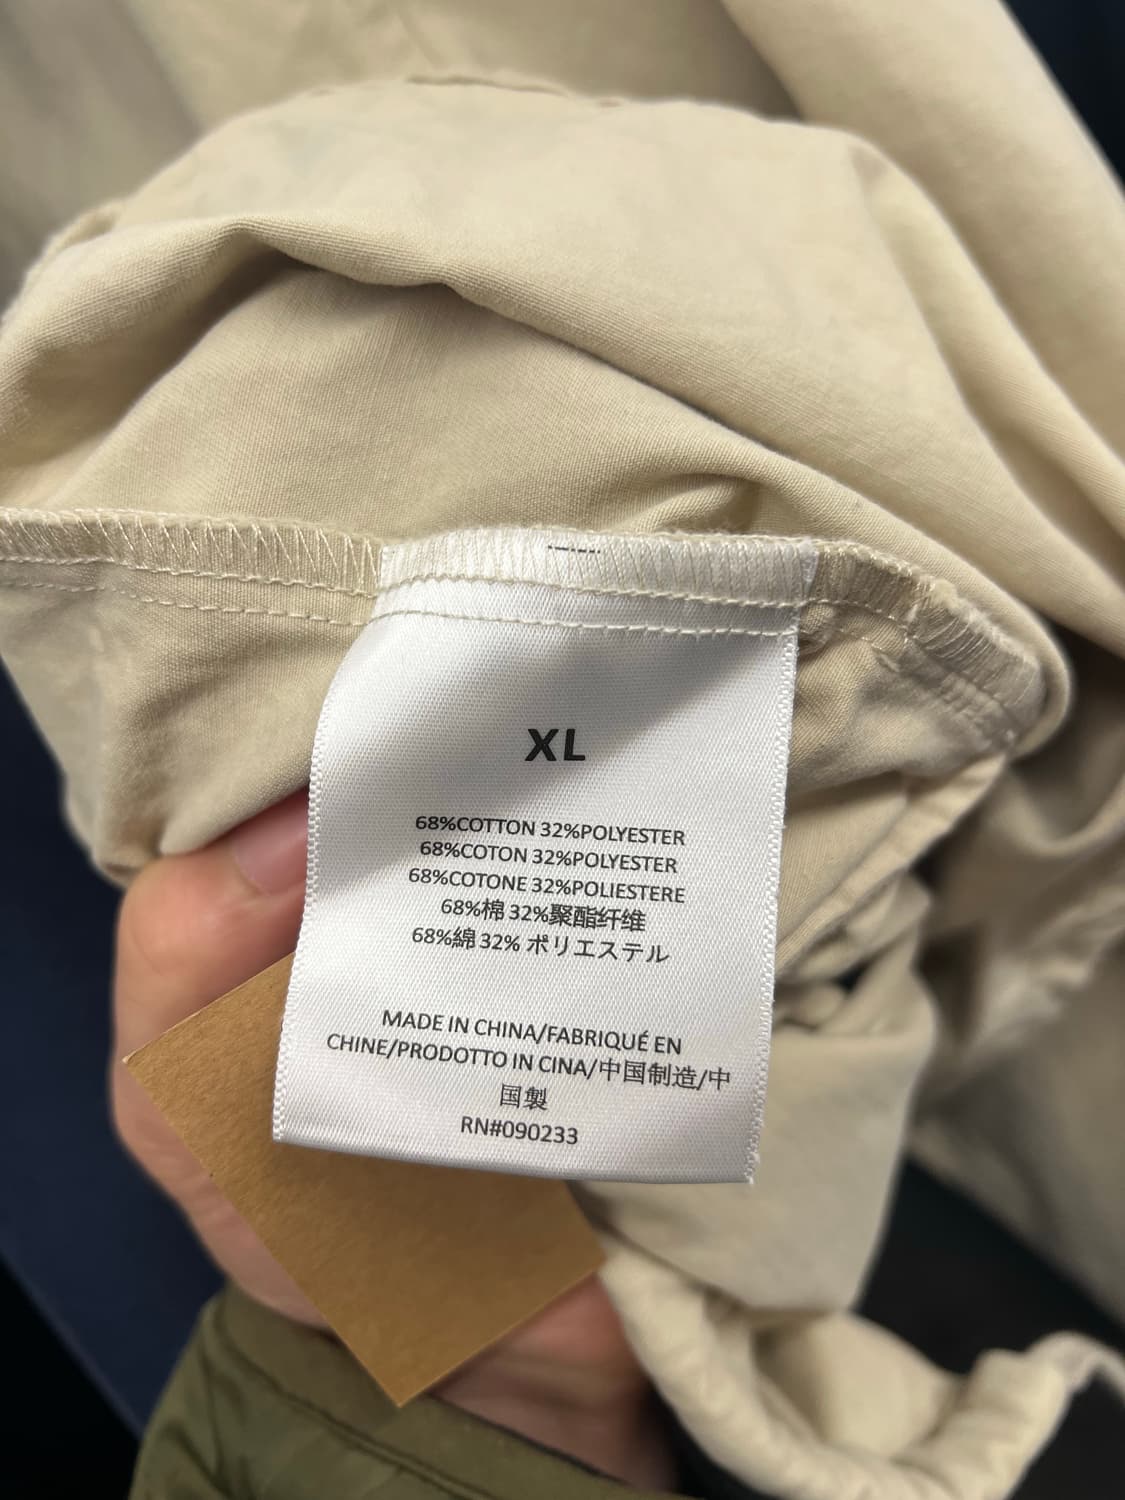 XL
68%COTTON 32%POLYESTER
68%COTON 32%POLYESTER
68%COTONE 32%POLIESTERE
68%棉 32%聚酯纤维
68%綿 32% ポリエステル
MADE IN CHINA/FABRIQUÉ EN
CHINE/PRODOTTO IN CINA/中国制造/中
国製
RN#090233